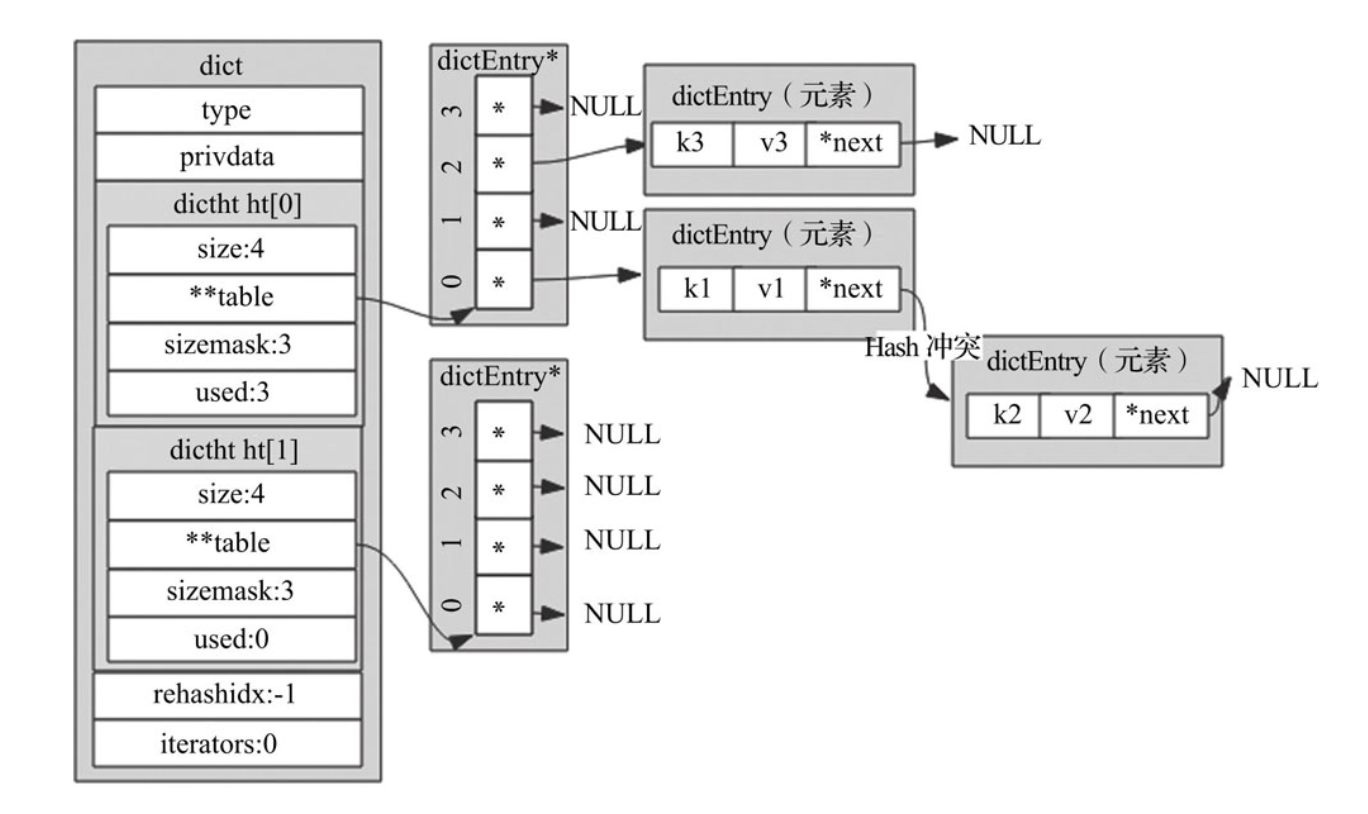 dict
type
privdata
dictht ht[0]
size:4
**table
sizemask:3
used:3
dictht ht[1]
size:4
**table
sizemask:3
used:0
rehashidx:-1
iterators:0
dictEntry*
3 * NULL
2 *
1 * NULL
0 *
dictEntry（元素）
k3 v3 *next NULL
dictEntry（元素）
k1 v1 *next
Hash 冲突
dictEntry（元素）
k2 v2 *next NULL
dictEntry*
3 * NULL
2 * NULL
1 * NULL
0 * NULL